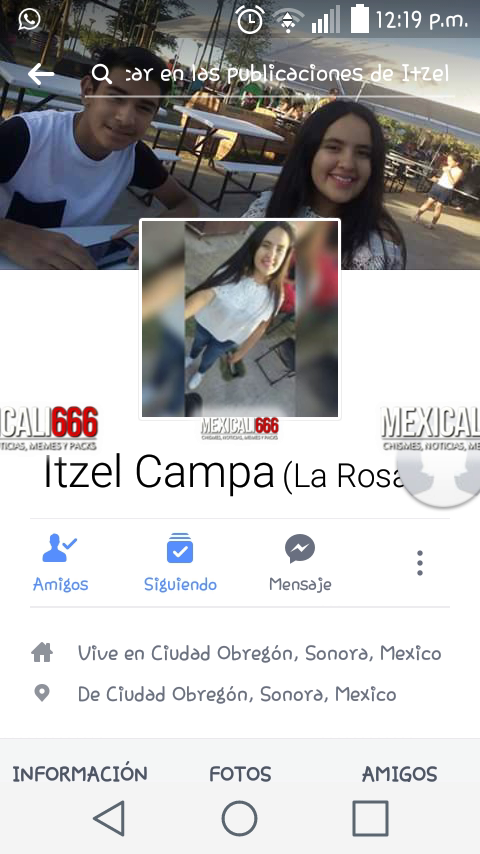 12:19 p.m.
car en las publicaciones de Itzel
ICALI666
MEXICALI666
MEXICAL
TICIAS, MEMES Y PACKS
CHISMES, NOTICIAS, MEMES Y PACKS
CHISMES, NOTICIAS, ME
Itzel Campa (La Rosa
Amigos
Siguiendo
Mensaje
Vive en Ciudad Obregón, Sonora, Mexico
De Ciudad Obregón, Sonora, Mexico
INFORMACIÓN
FOTOS
AMIGOS